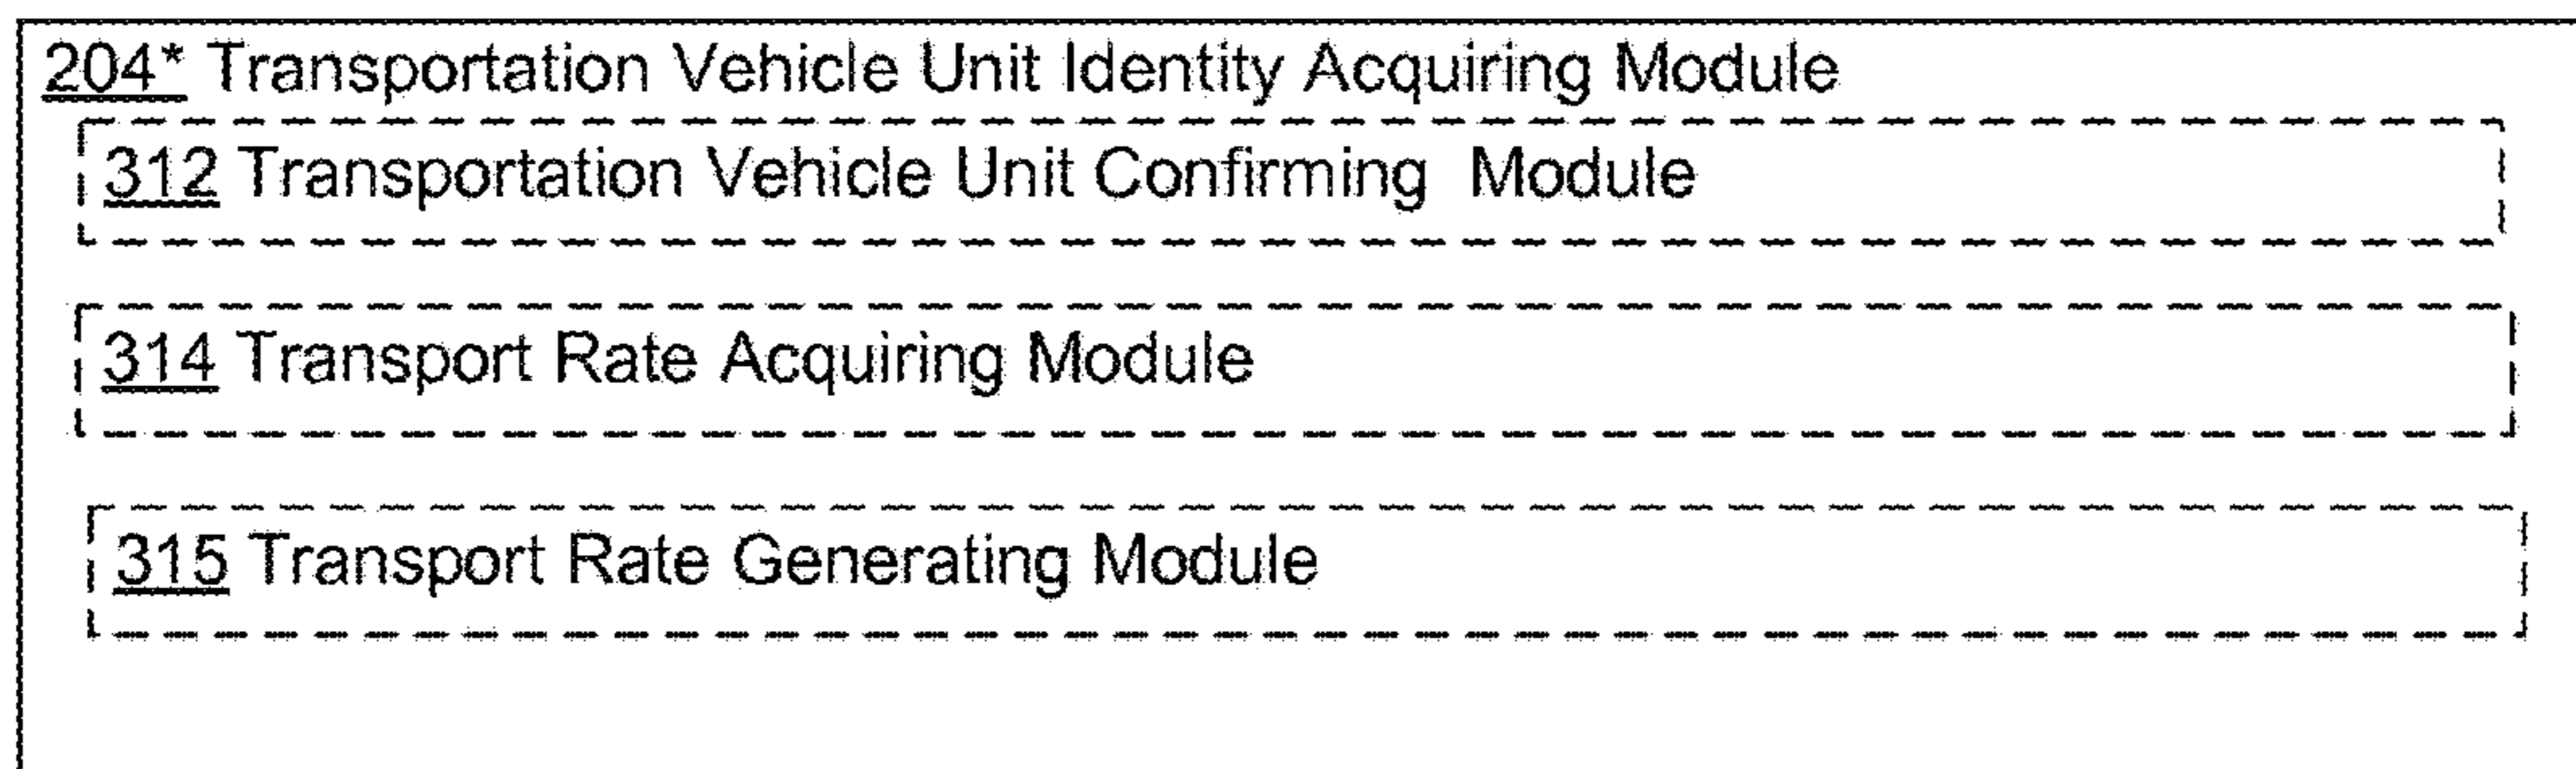 204* Transportation Vehicle Unit Identity Acquiring Module
312 Transportation Vehicle Unit Confirming Module
314 Transport Rate Acquiring Module
315 Transport Rate Generating Module